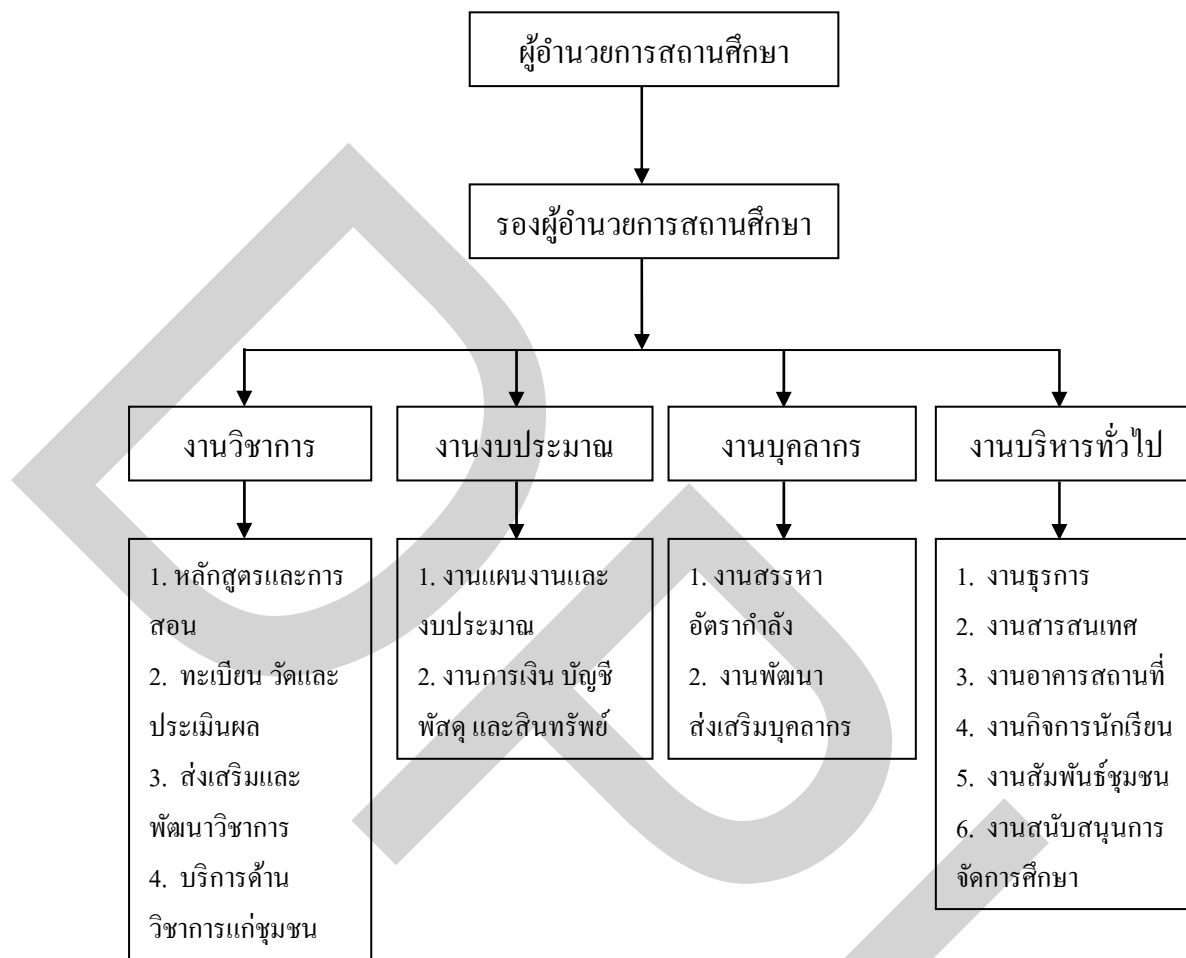 ผู้อำนวยการสถานศึกษา
รองผู้อำนวยการสถานศึกษา
งานวิชาการ
งานงบประมาณ
งานบุคลากร
งานบริหารทั่วไป
1. หลักสูตรและการ
สอน
2. ทะเบียน วัดและ
ประเมินผล
3. ส่งเสริมและ
พัฒนาวิชาการ
4. บริการด้าน
วิชาการแก่ชุมชน
1. งานแผนงานและ
งบประมาณ
2. งานการเงิน บัญชี
พัสดุ และสินทรัพย์
1. งานสรรหา
อัตรากำลัง
2. งานพัฒนา
ส่งเสริมบุคลากร
1. งานธุรการ
2. งานสารสนเทศ
3. งานอาคารสถานที่
4. งานกิจการนักเรียน
5. งานสัมพันธ์ชุมชน
6. งานสนับสนุนการ
จัดการศึกษา